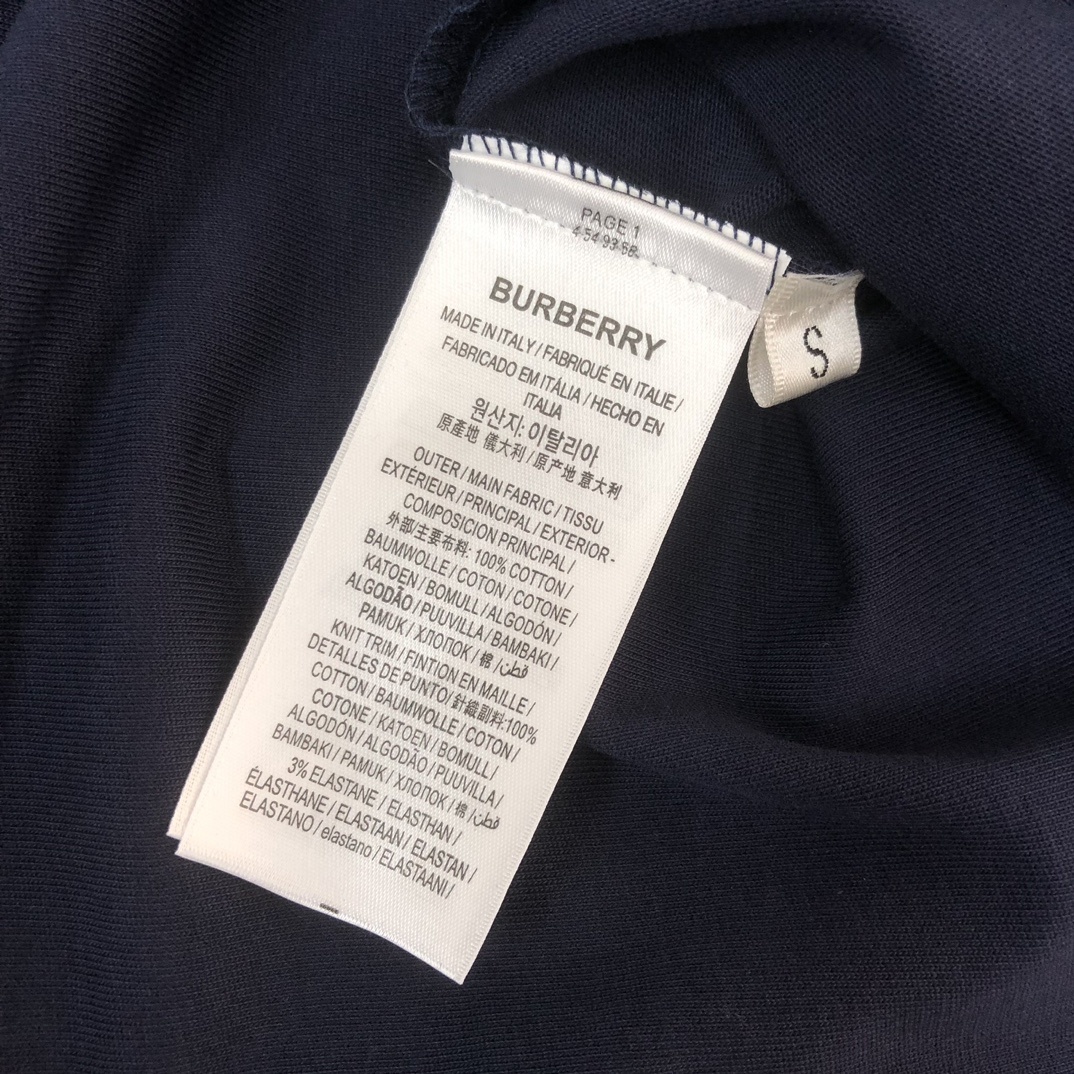 PAGE 1
BURBERRY
MADE IN ITALY / FABRIQUÉ EN ITALIE /
FABRICADO EM ITÁLIA / HECHO EN
ITALIA
원산지: 이탈리아
原產地 儀大利 / 原产地 意大利
OUTER / MAIN FABRIC / TISSU
EXTÉRIEUR / PRINCIPAL / EXTERIOR -
COMPOSICION PRINCIPAL /
外部/主要布料: 100% COTTON /
BAUMWOLLE / COTON / COTONE /
KATOEN / BOMULL / ALGODÓN /
ALGODÃO / PUUVILLA / BAMBAKI /
PAMUK / ХЛОПОК / 棉 / قطن /
KNIT TRIM / FINTION EN MAILLE /
DETALLES DE PUNTO/ 針織副料:100%
COTTON / BAUMWOLLE / COTON /
COTONE / KATOEN / BOMULL /
ALGODÓN / ALGODÃO / PUUVILLA /
BAMBAKI / PAMUK / ХЛОПОК / 棉 / قطن /
3% ELASTANE / ELASTHAN /
ÉLASTHANE / ELASTAAN / ELASTAN /
ELASTANO / elastano / ELASTAANI /
S